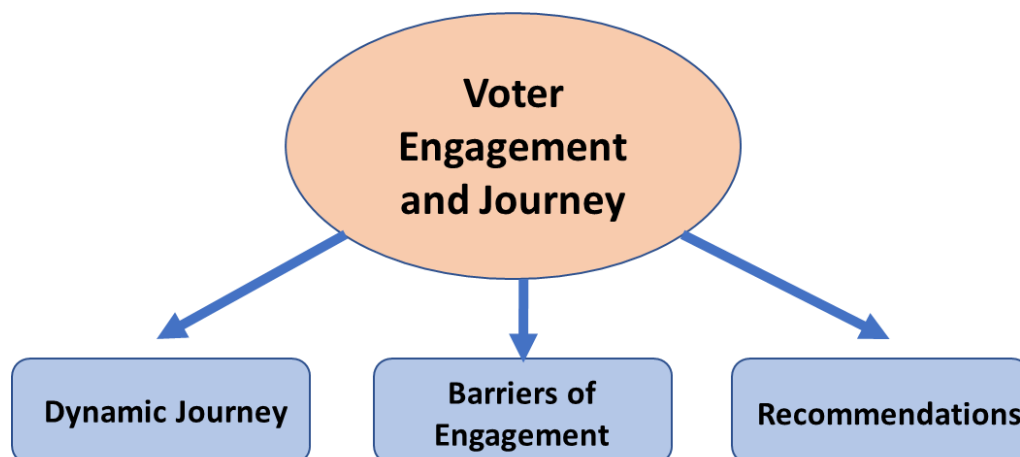 Voter
Engagement
and Journey
Dynamic Journey
Barriers of
Engagement
Recommendations